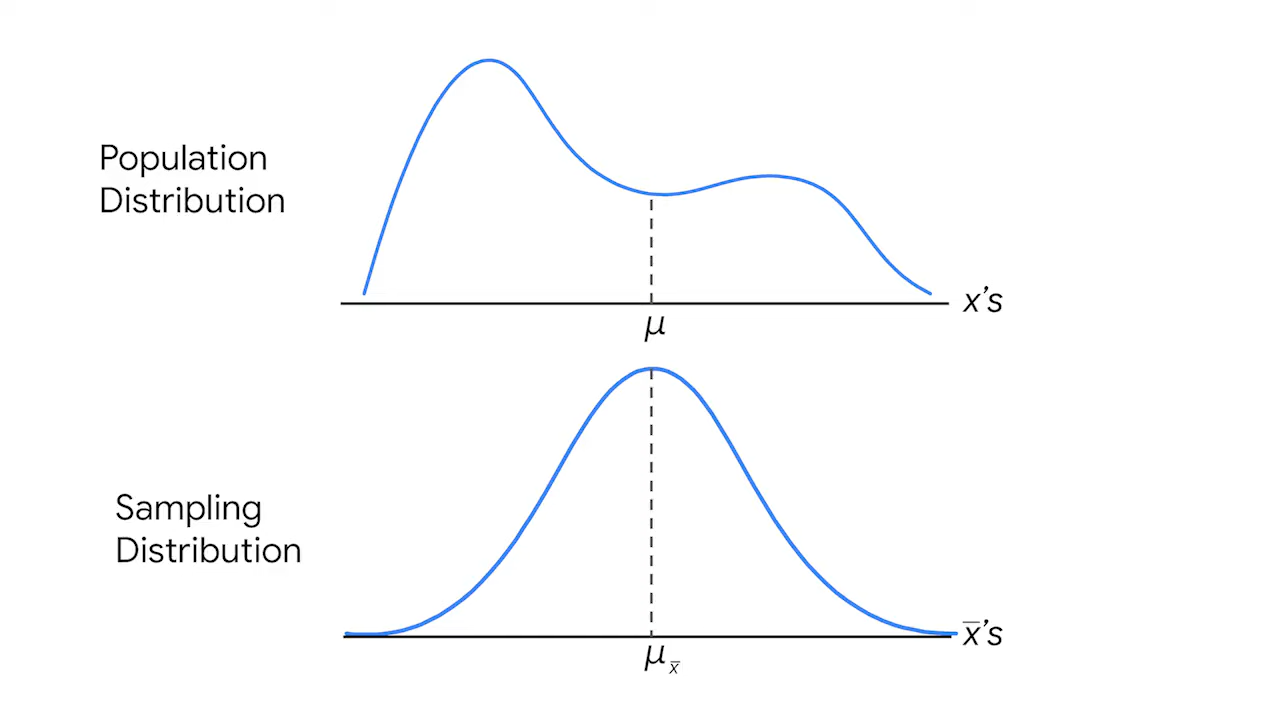 Population
Distribution
x’s
μ
Sampling
Distribution
x̅’s
μx̅